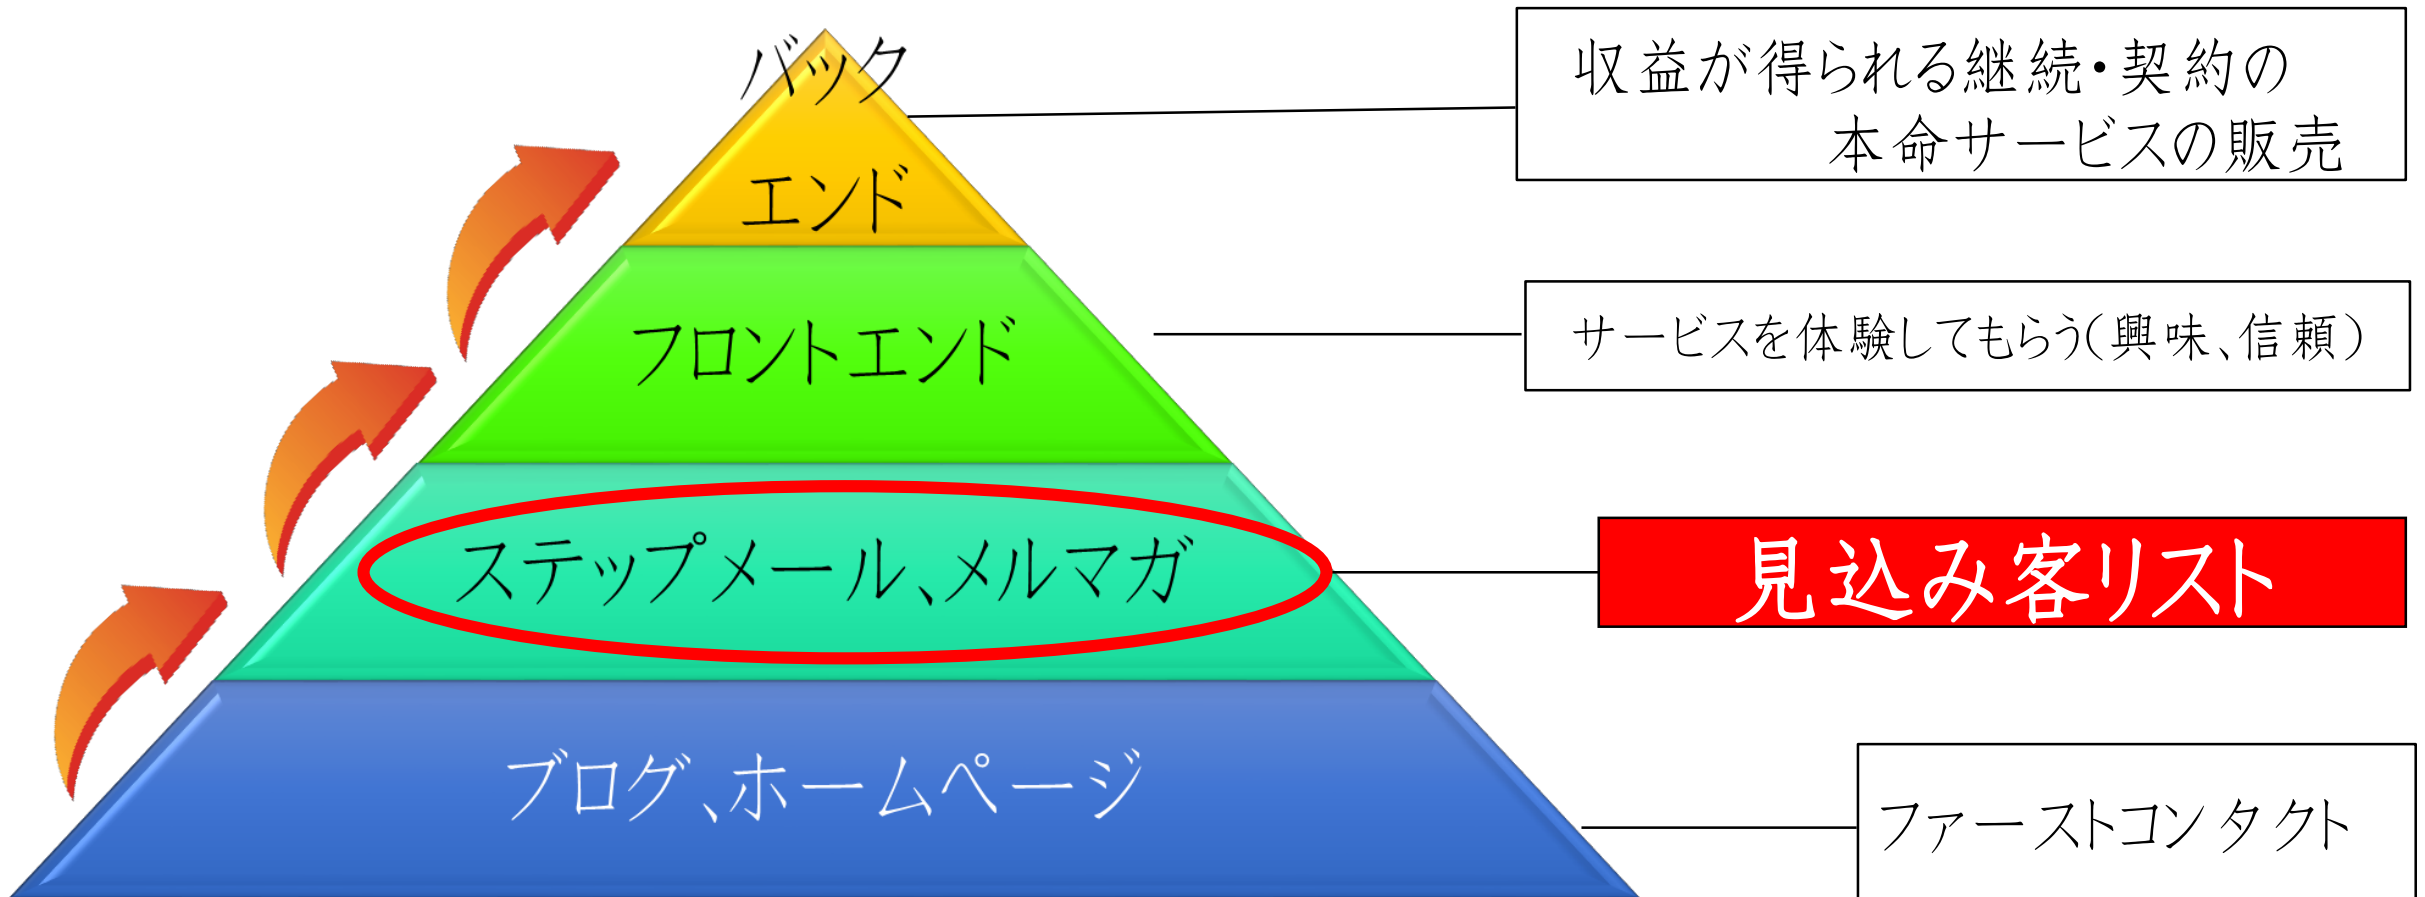 バック
エンド
収益が得られる継続・契約の
本命サービスの販売
フロントエンド
サービスを体験してもらう(興味、信頼)
ステップメール、メルマガ
見込み客リスト
ブログ、ホームページ
ファーストコンタクト